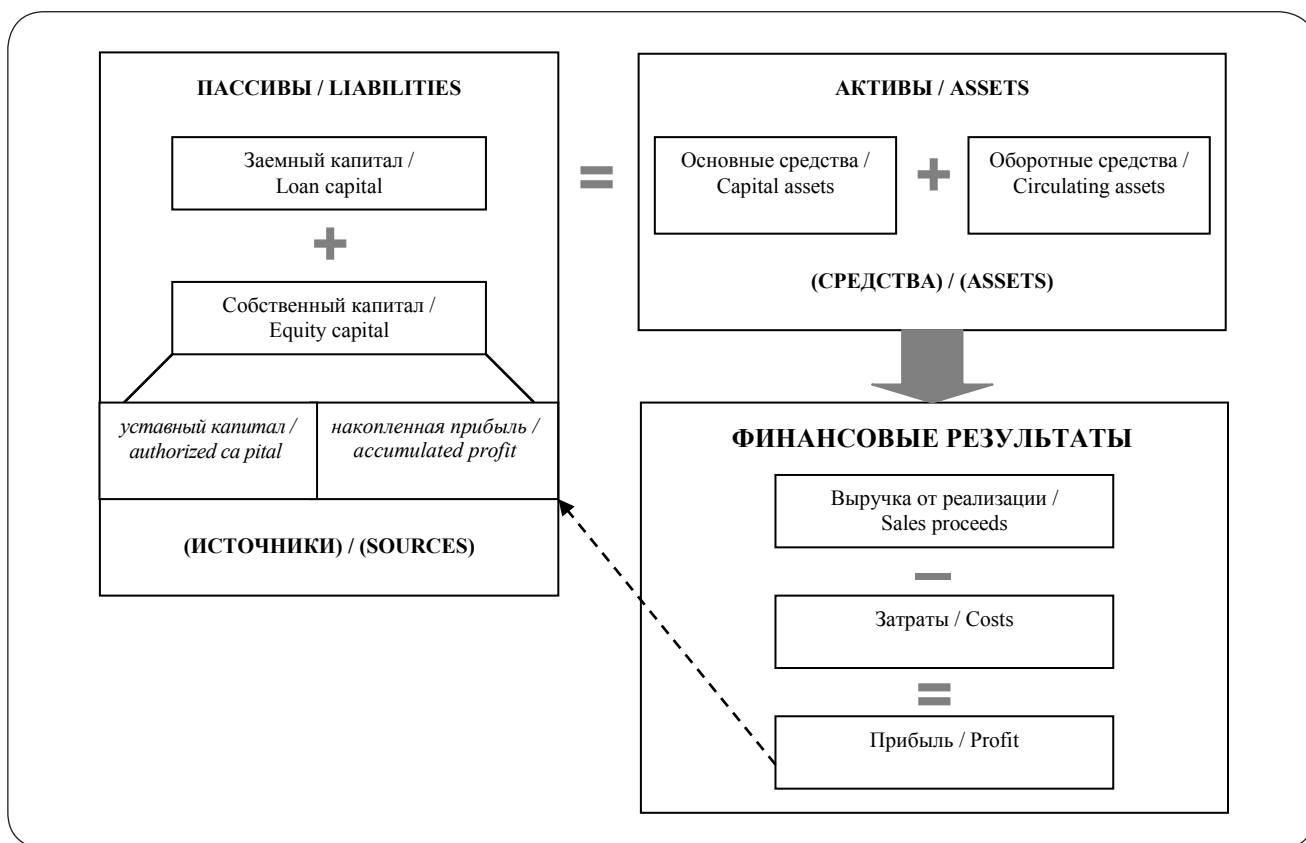 ПАССИВЫ / LIABILITIES
Заемный капитал /
Loan capital
+
Собственный капитал /
Equity capital
уставный капитал /
authorized ca pital
накопленная прибыль /
accumulated profit
(ИСТОЧНИКИ) / (SOURCES)
=
АКТИВЫ / ASSETS
Основные средства /
Capital assets
+
Оборотные средства /
Circulating assets
(СРЕДСТВА) / (ASSETS)
ФИНАНСОВЫЕ РЕЗУЛЬТАТЫ
Выручка от реализации /
Sales proceeds
–
Затраты / Costs
=
Прибыль / Profit